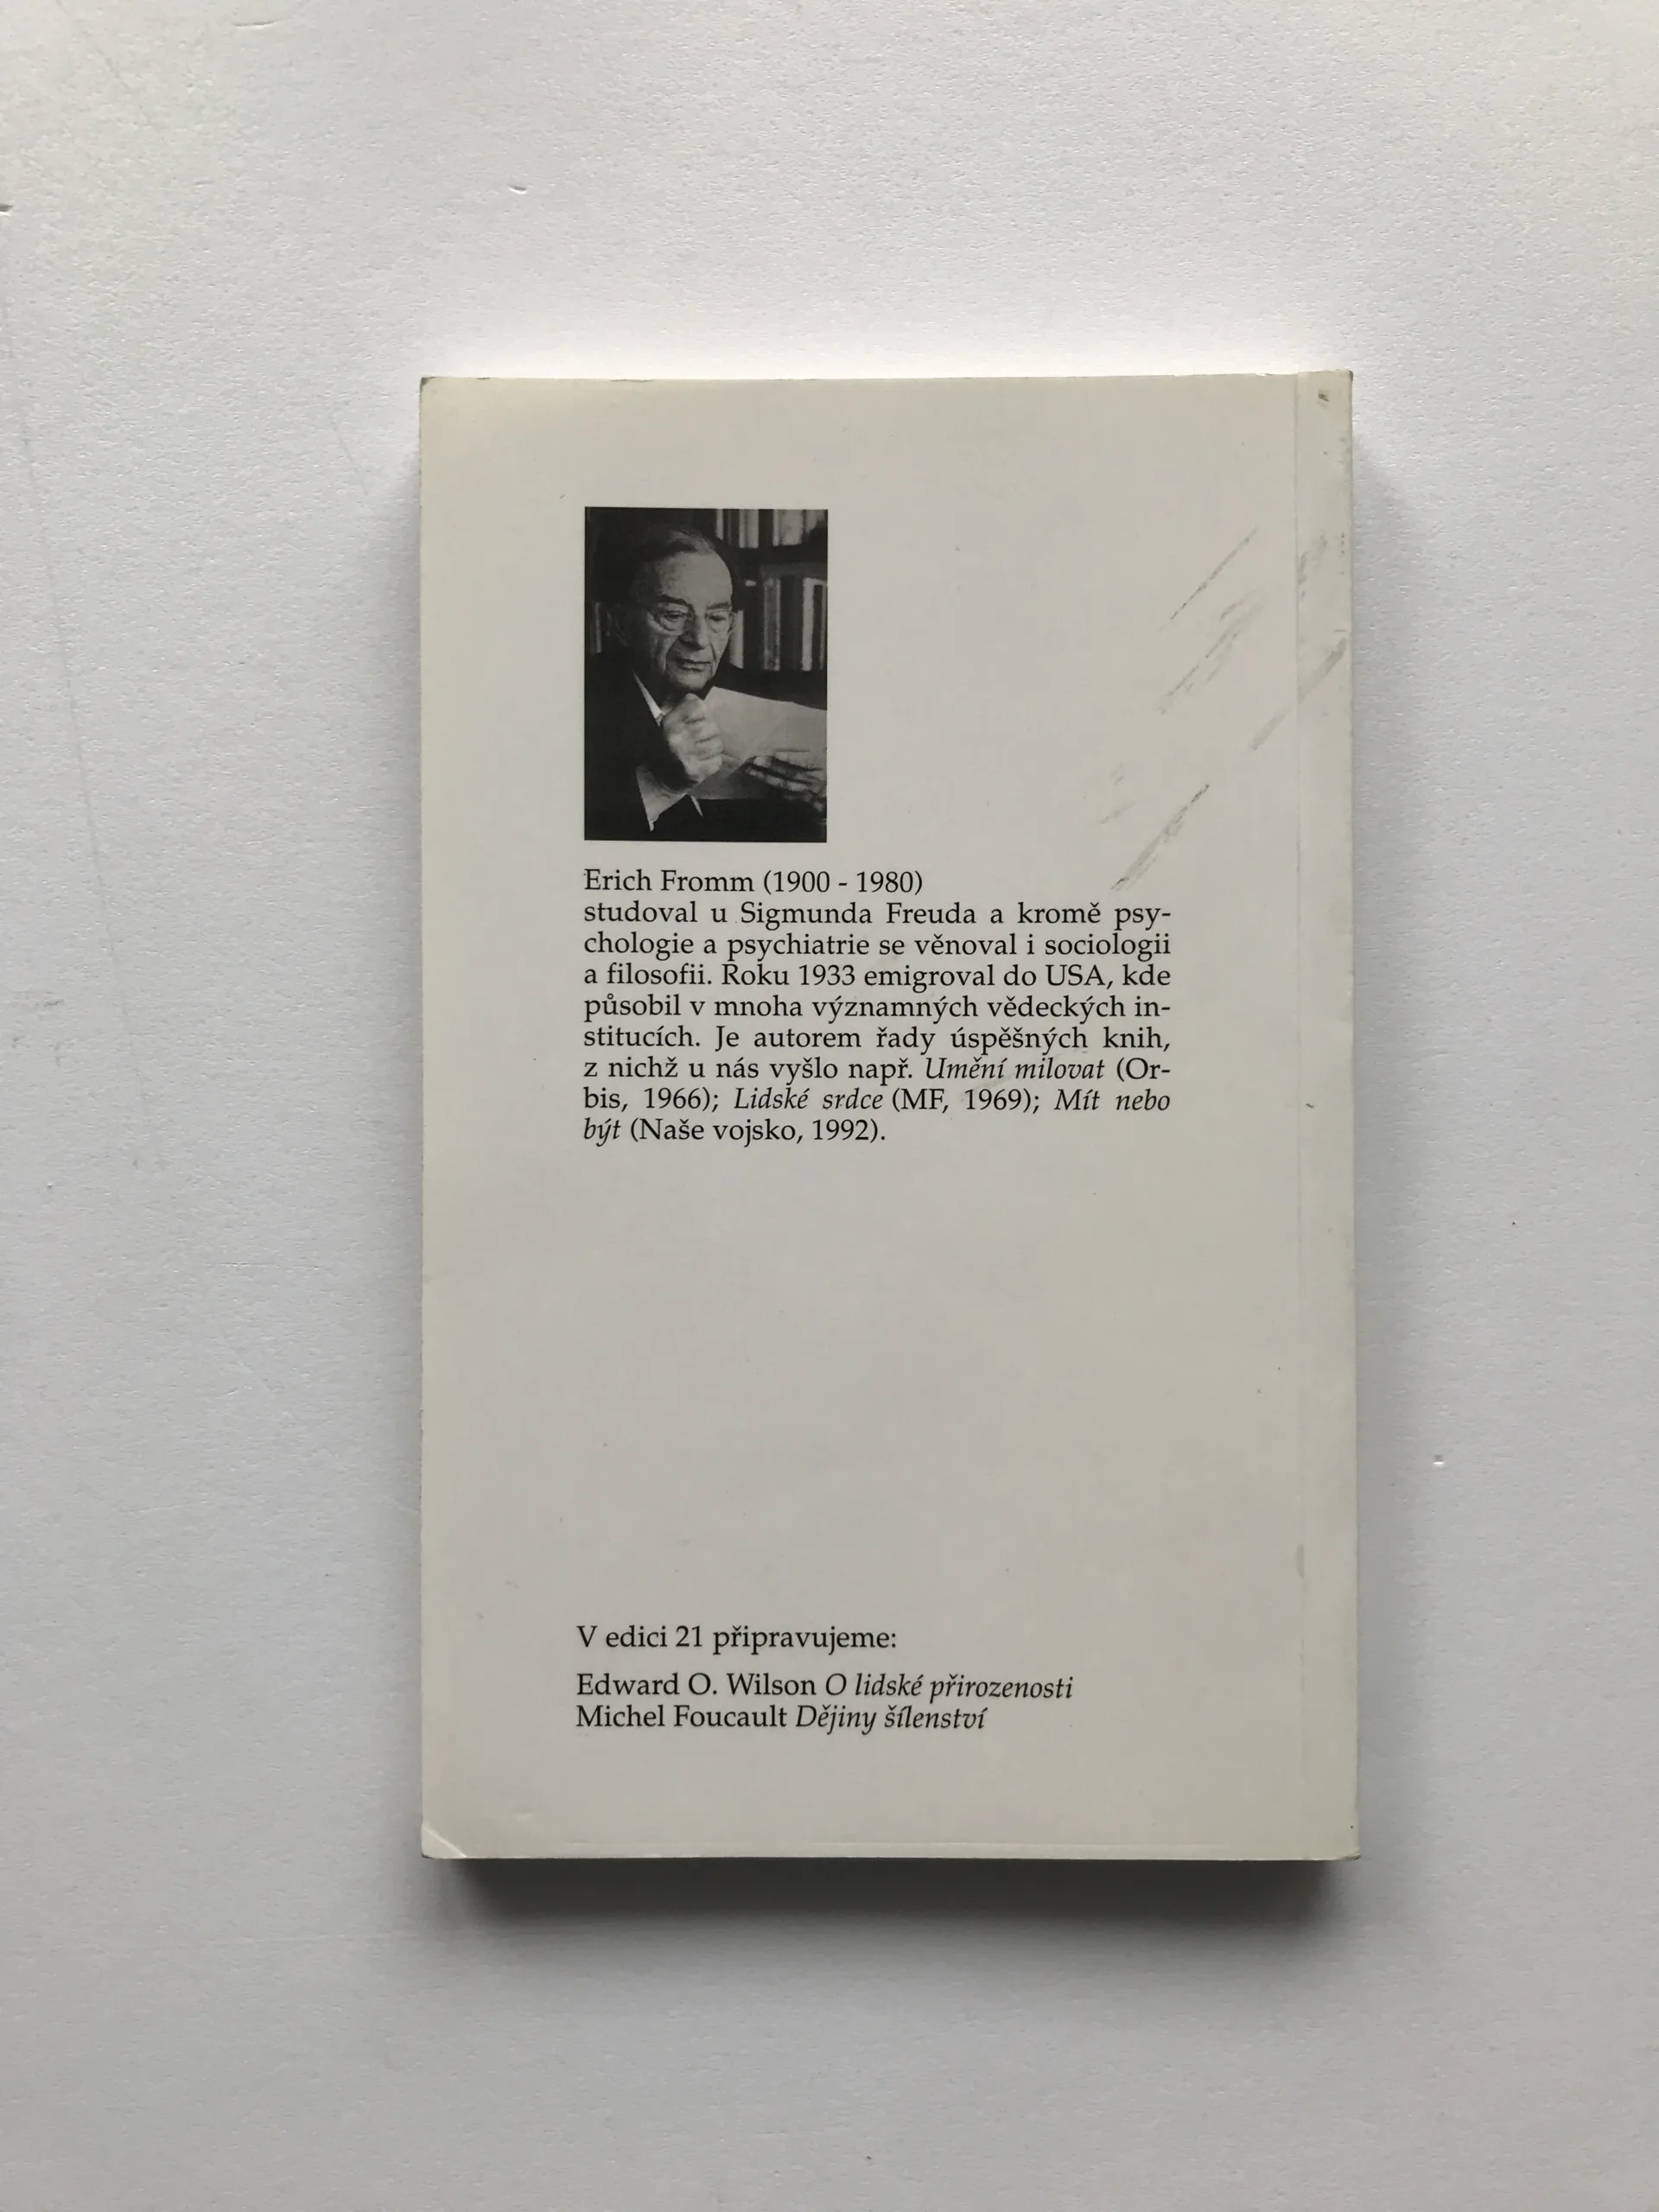 Erich Fromm (1900 - 1980)
studoval u Sigmunda Freuda a kromě psy-
chologie a psychiatrie se věnoval i sociologii
a filosofii. Roku 1933 emigroval do USA, kde
působil v mnoha významných vědeckých in-
stitucích. Je autorem řady úspěšných knih,
z nichž u nás vyšlo např. Umění milovat (Or-
bis, 1966); Lidské srdce (MF, 1969); Mít nebo
být (Naše vojsko, 1992).
V edici 21 připravujeme:
Edward O. Wilson O lidské přirozenosti
Michel Foucault Dějiny šílenství